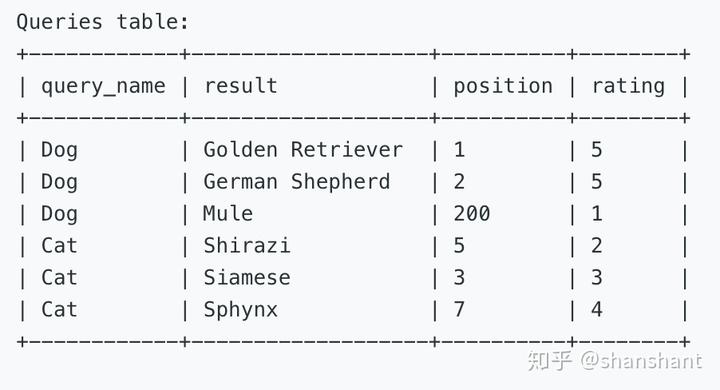 Queries table:
+------------+-------------------+----------+--------+
| query_name | result            | position | rating |
+------------+-------------------+----------+--------+
| Dog        | Golden Retriever  | 1        | 5      |
| Dog        | German Shepherd   | 2        | 5      |
| Dog        | Mule              | 200      | 1      |
| Cat        | Shirazi           | 5        | 2      |
| Cat        | Siamese           | 3        | 3      |
| Cat        | Sphynx            | 7        | 4      |
+------------+-------------------+----------+--------+
知乎 @shanshant